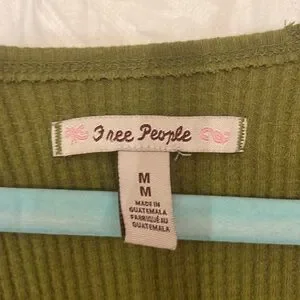 Free People
M
M
MADE IN
GUATEMALA
FABRIQUÉ AU
GUATEMALA